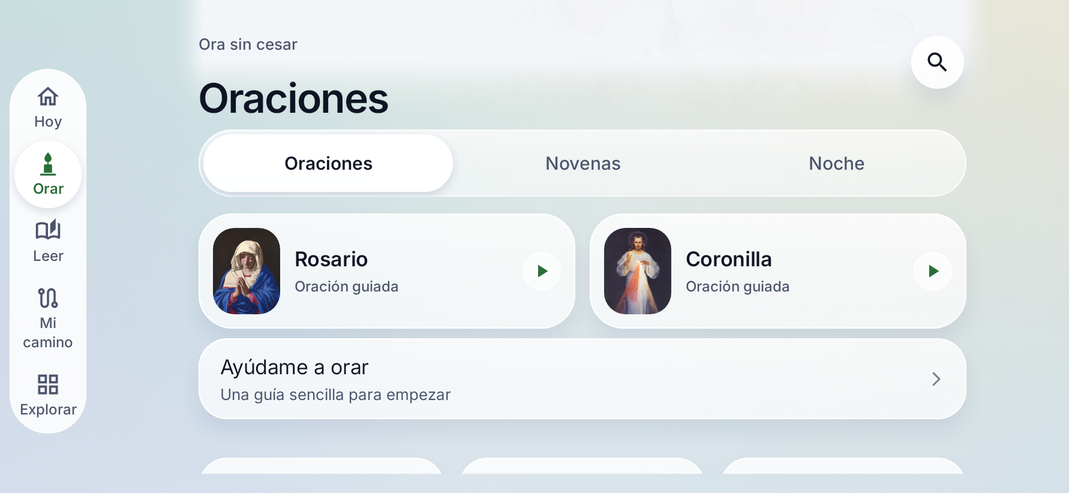 Ora sin cesar
Oraciones
Hoy
Orar
Leer
Mi
camino
Explorar
Oraciones
Novenas
Noche
Rosario
Oración guiada
Coronilla
Oración guiada
Ayúdame a orar
Una guía sencilla para empezar